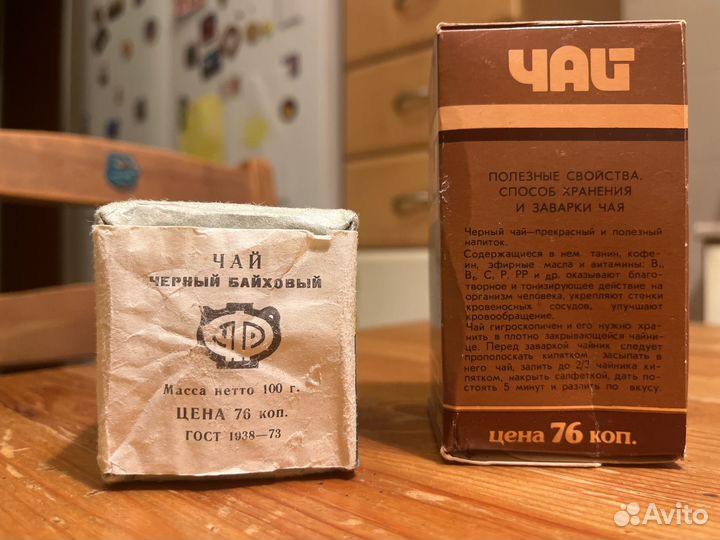 ЧАЙ
ЧЕРНЫЙ БАЙХОВЫЙ
ЧРФ
Масса нетто 100 г.
ЦЕНА 76 коп.
ГОСТ 1938—73
ЧАЙ
ПОЛЕЗНЫЕ СВОЙСТВА,
СПОСОБ ХРАНЕНИЯ
И ЗАВАРКИ ЧАЯ
Черный чай—прекрасный и полезный
напиток.
Содержащиеся в нем танин, кофе-
ин, эфирные масла и витамины: B₁,
B₂, C, P, PP и др. оказывают благо-
творное и тонизирующее действие на
организм человека, укрепляют стенки
кровеносных сосудов, улучшают
кровообращение.
Чай гигроскопичен и его нужно хра-
нить в плотно закрывающейся чайни-
це. Перед заваркой чайник следует
прополоскать кипятком, засыпать в
него чай, залить до 2/3 чайника ки-
пятком, накрыть салфеткой, дать по-
стоять 5 минут и разлить по вкусу.
цена 76 коп.
Avito